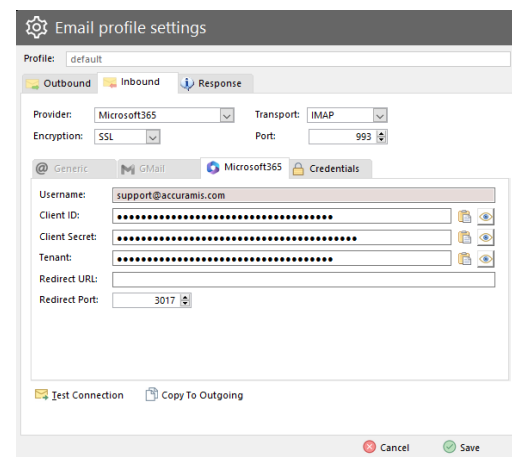 Email profile settings
Profile: default
Outbound Inbound Response
Provider: Microsoft365 Transport: IMAP
Encryption: SSL Port: 993
@ Generic GMail Microsoft365 Credentials
Username: support@accuramis.com
Client ID: ••••••••••••••••••••••••••••••••••••
Client Secret: ••••••••••••••••••••••••••••••••••••••••
Tenant: ••••••••••••••••••••••••••••••••••••
Redirect URL:
Redirect Port: 3017
Test Connection Copy To Outgoing
Cancel Save